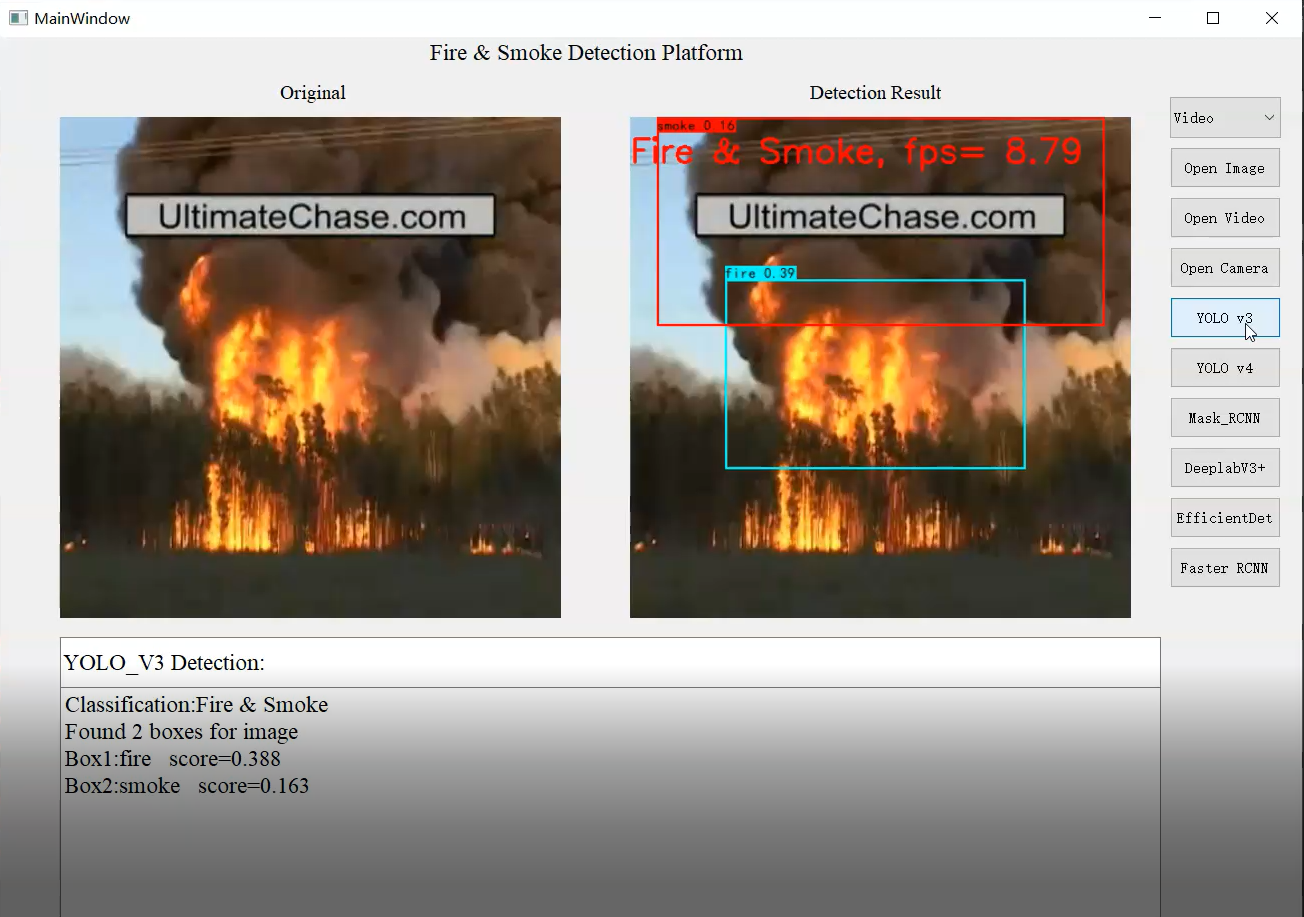 MainWindow
Fire & Smoke Detection Platform
Original
Detection Result
UltimateChase.com
smoke 0.16
Fire & Smoke, fps= 8.79
UltimateChase.com
fire 0.39
Video
Open Image
Open Video
Open Camera
YOLO v3
YOLO v4
Mask_RCNN
DeeplabV3+
EfficientDet
Faster RCNN
YOLO_V3 Detection:
Classification:Fire & Smoke
Found 2 boxes for image
Box1:fire score=0.388
Box2:smoke score=0.163